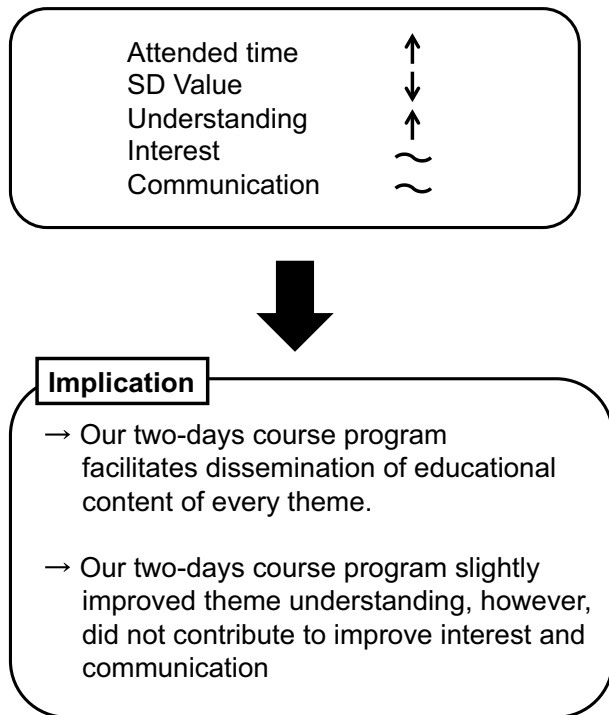 Attended time ↑
SD Value ↓
Understanding ↑
Interest ~
Communication ~
Implication
→ Our two-days course program
facilitates dissemination of educational
content of every theme.
→ Our two-days course program slightly
improved theme understanding, however,
did not contribute to improve interest and
communication